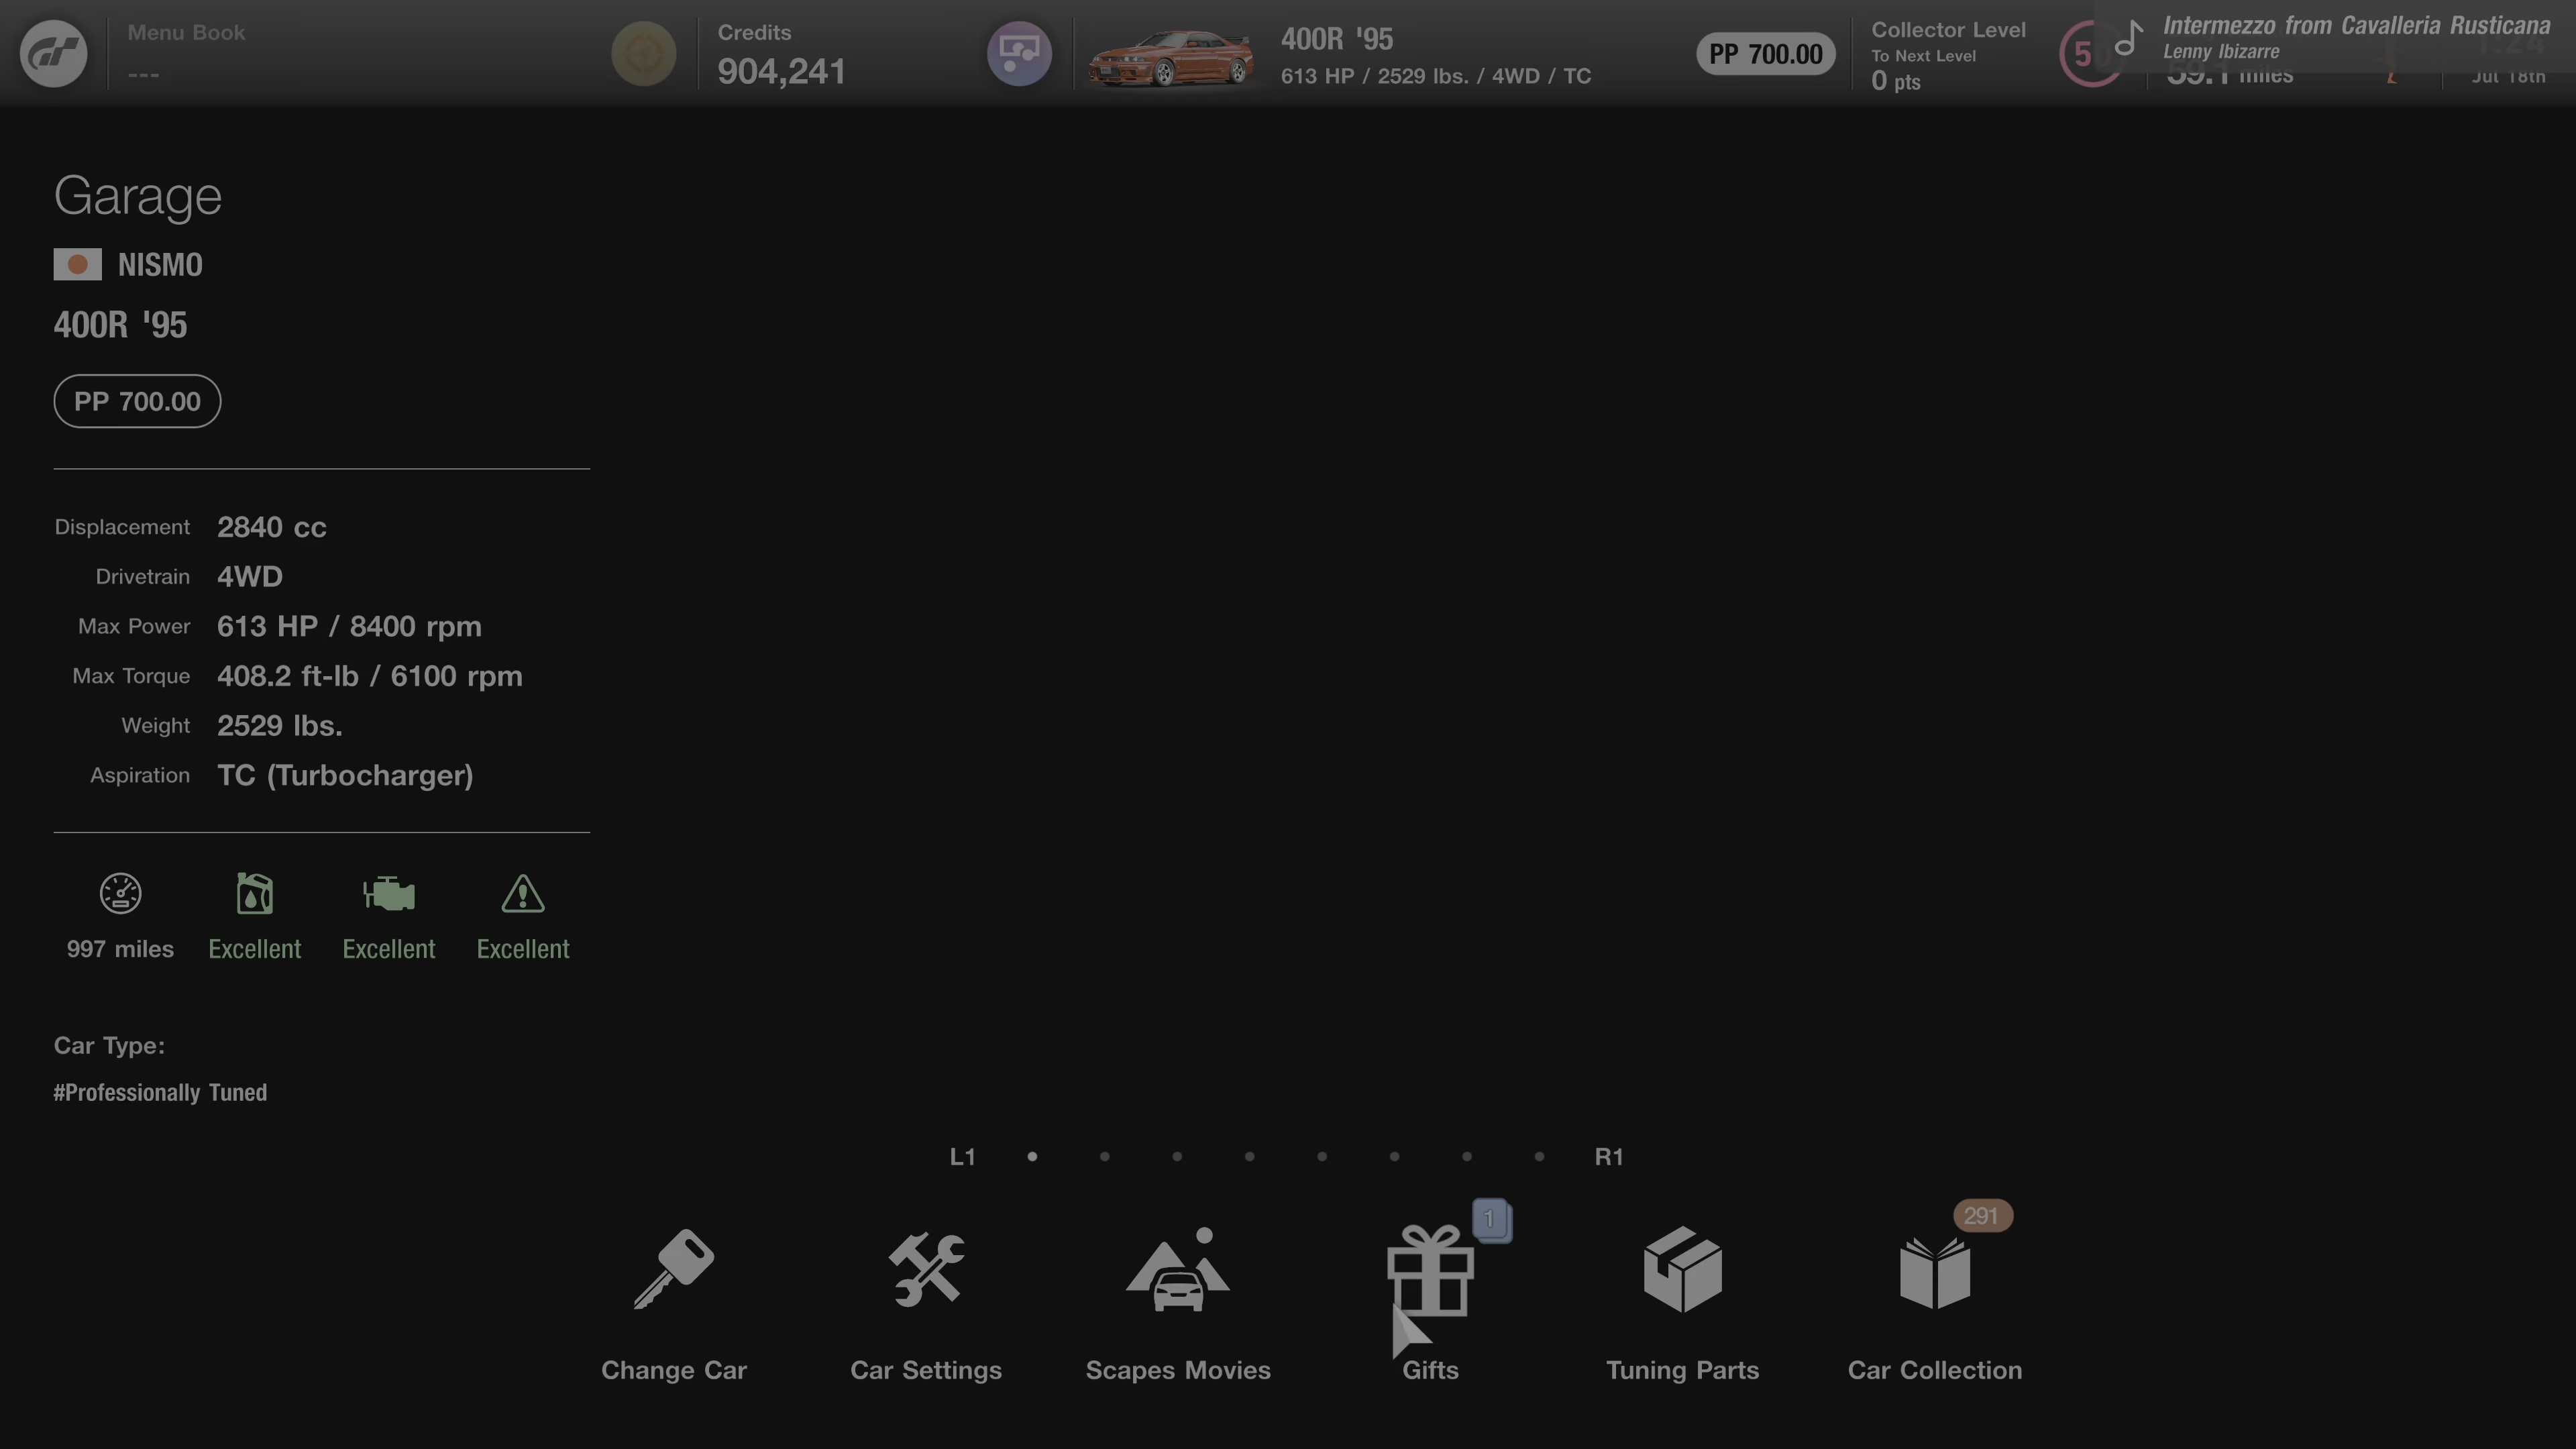 Menu Book
---
Credits
904,241
400R '95
613 HP / 2529 lbs. / 4WD / TC
PP 700.00
Collector Level
To Next Level
0 pts
Intermezzo from Cavalleria Rusticana
Lenny Ibizarre
59.1 miles
Jul 18th
Garage
NISMO
400R '95
PP 700.00
Displacement 2840 cc
Drivetrain 4WD
Max Power 613 HP / 8400 rpm
Max Torque 408.2 ft-lb / 6100 rpm
Weight 2529 lbs.
Aspiration TC (Turbocharger)
997 miles Excellent Excellent Excellent
Car Type:
#Professionally Tuned
L1 R1
1 291
Change Car Car Settings Scapes Movies Gifts Tuning Parts Car Collection